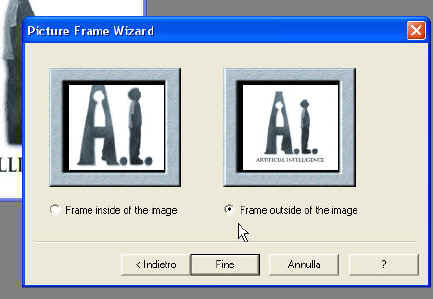 Picture Frame Wizard
A.I.
A.I.
ARTIFICIAL INTELLIGENCE
Frame inside of the image
Frame outside of the image
< Indietro
Fine
Annulla
?